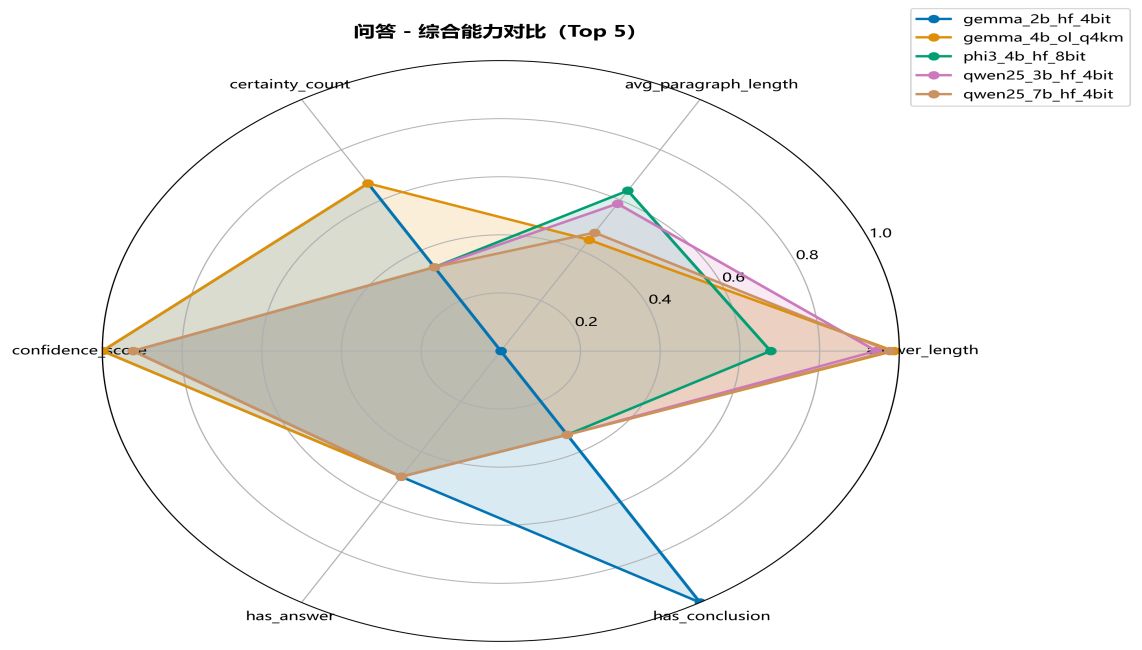 问答 - 综合能力对比 (Top 5)
gemma_2b_hf_4bit
gemma_4b_ol_q4km
phi3_4b_hf_8bit
qwen25_3b_hf_4bit
qwen25_7b_hf_4bit
certainty_count
avg_paragraph_length
1.0
0.8
0.6
0.4
0.2
confidence_score
answer_length
has_answer
has_conclusion